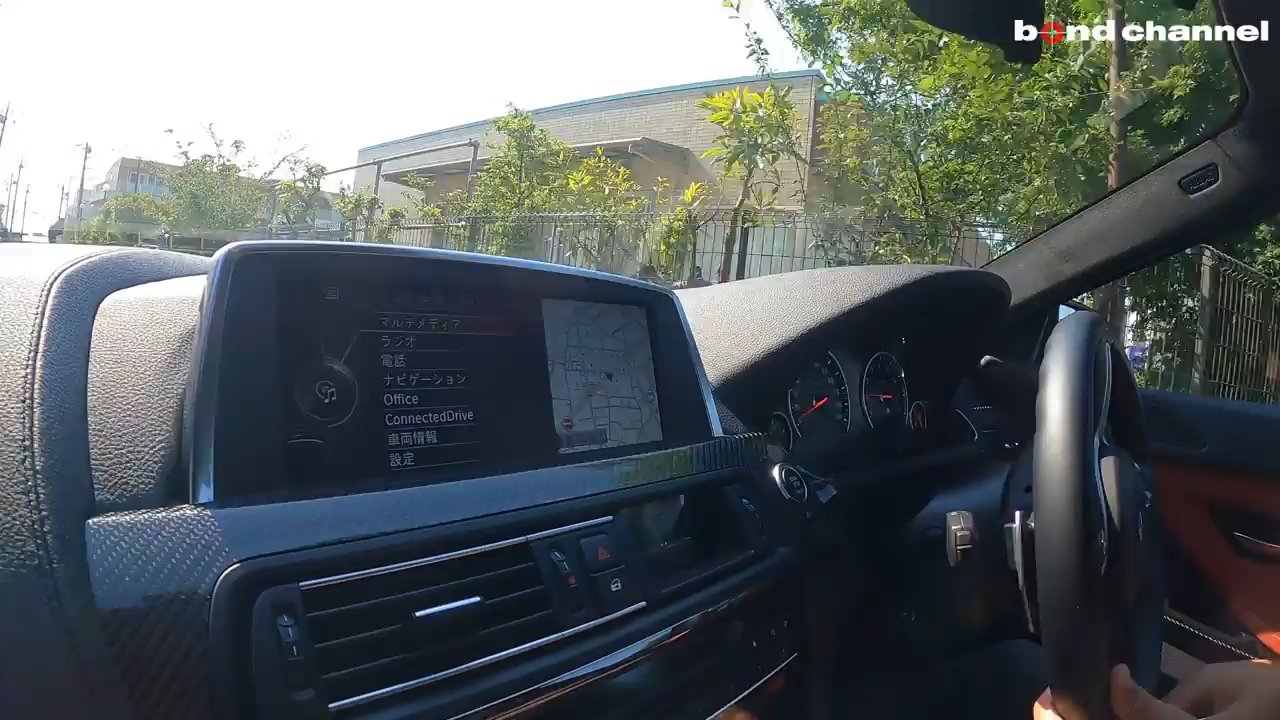 bond channel
マルチメディア
ラジオ
電話
ナビゲーション
Office
ConnectedDrive
車両情報
設定